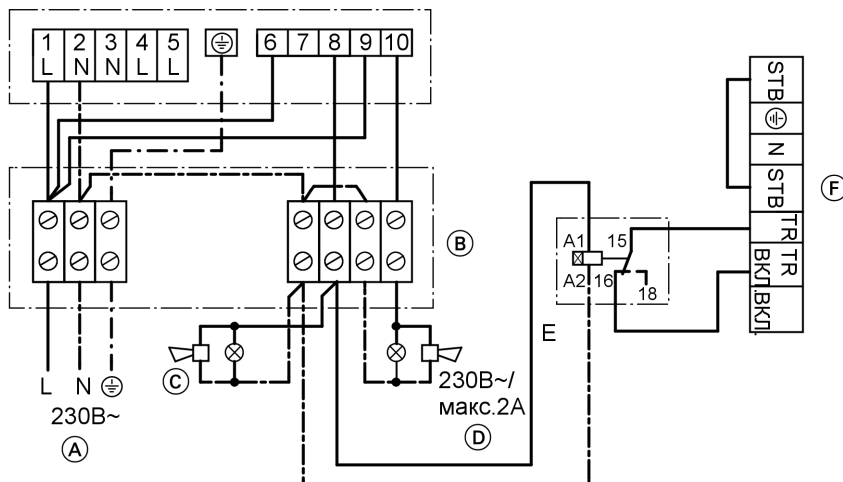 1 2 3 4 5 6 7 8 9 10
L N N L L
STB
N
STB
TR
TR
ВКЛ.
ВКЛ.
F
B
A1 15
A2 16
18
E
C
L N
230В~
A
230В~/
макс.2А
D